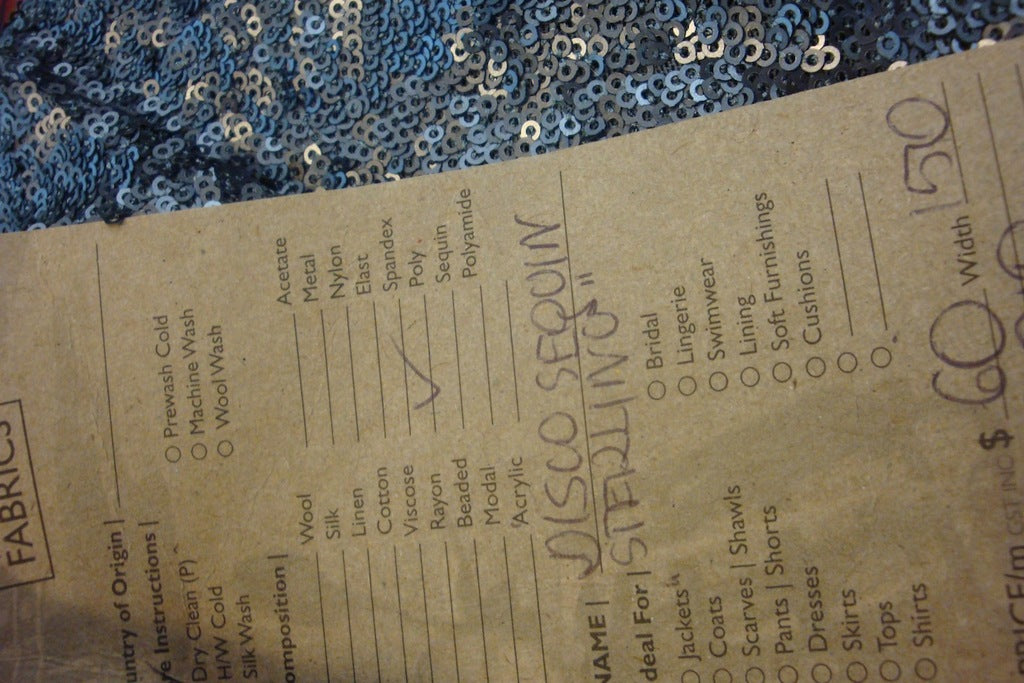 FABRICS
untry of Origin |
e Instructions |
Dry Clean (P)
H/W Cold
Silk Wash
Prewash Cold
Machine Wash
Wool Wash
omposition |
Wool
Silk
Linen
Cotton
Viscose
Rayon
Beaded
Modal
Acrylic
Acetate
Metal
Nylon
Elast
Spandex
Poly
Sequin
Polyamide
NAME | DISCO SEQUIN
STERLING"
deal For |
Jackets
Coats
Scarves | Shawls
Pants | Shorts
Dresses
Skirts
Tops
Shirts
Bridal
Lingerie
Swimwear
Lining
Soft Furnishings
Cushions
PRICE/m GST INC $ 60 Width 150